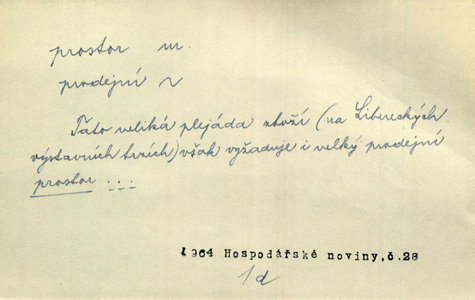 prostor m.
prodejní
Tato veliká plejáda zboží (na Libereckých
výstavních trzích) však vyžaduje i velký prodejní
prostor ...
1964 Hospodářské noviny, č.28
1d